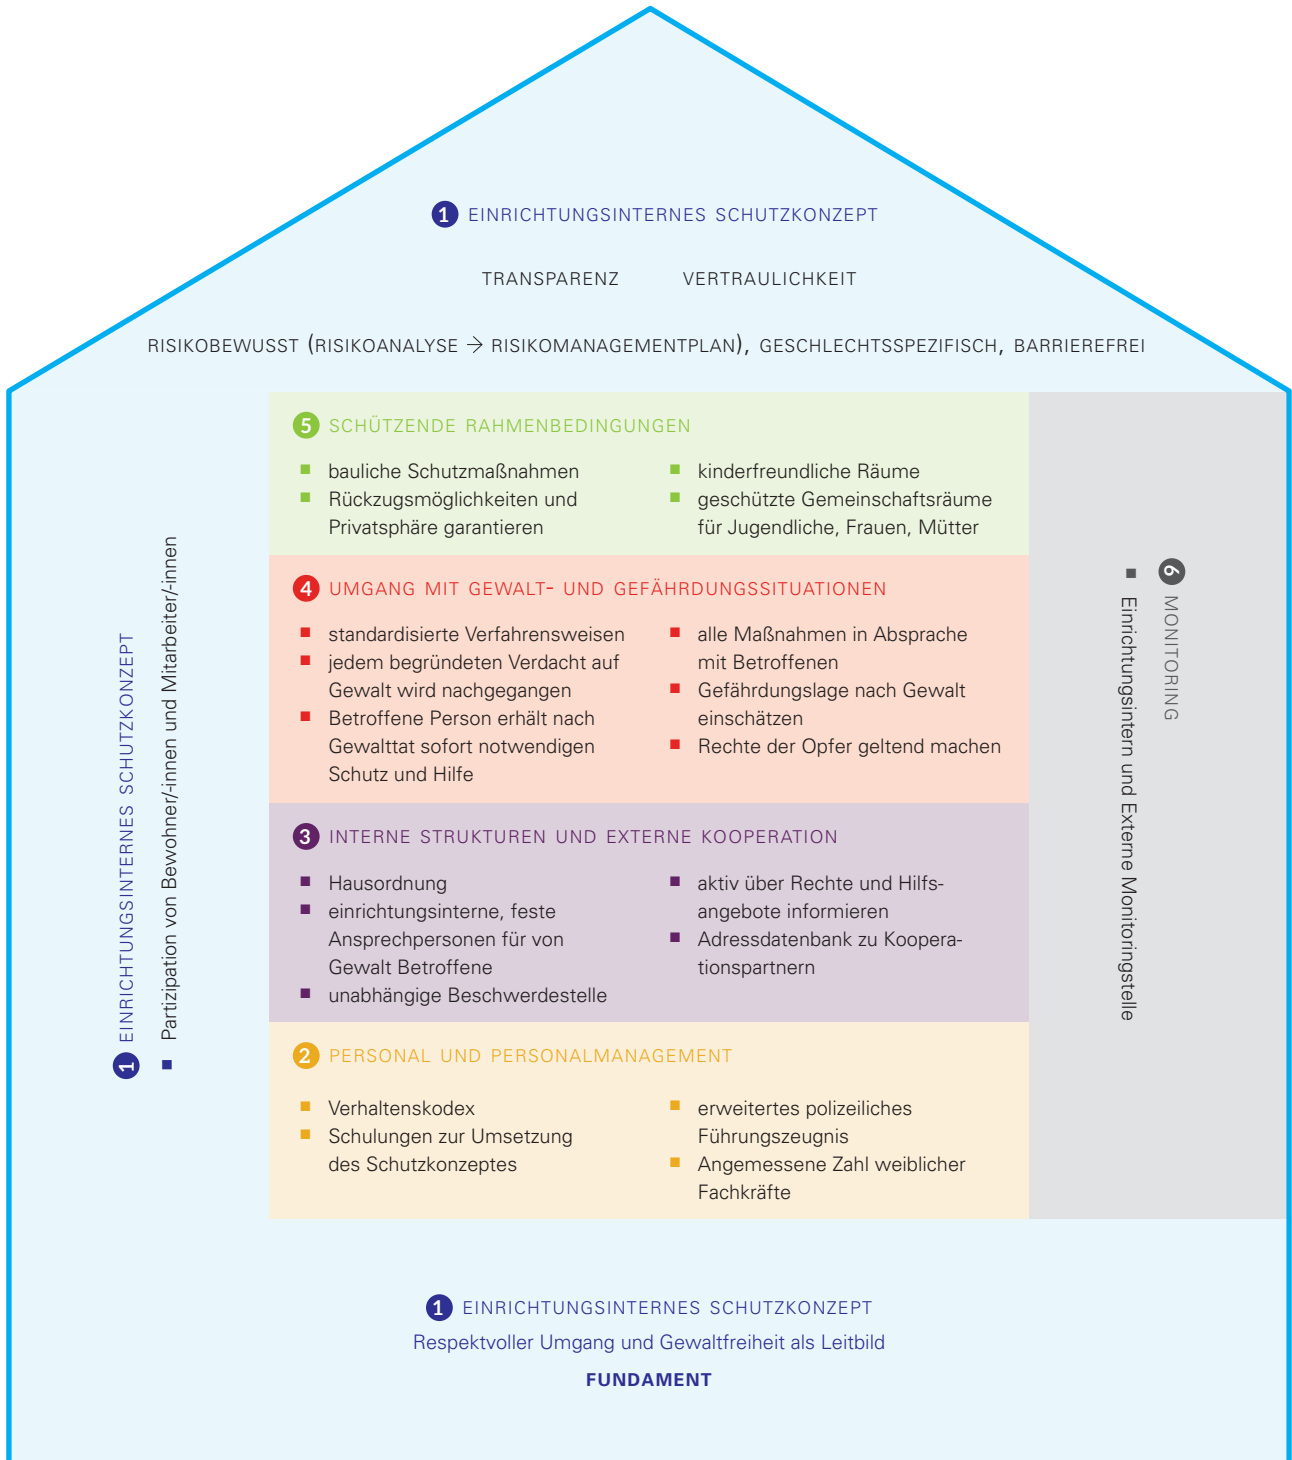 1 EINRICHTUNGSINTERNES SCHUTZKONZEPT
TRANSPARENZ VERTRAULICHKEIT
RISIKOBEWUSST (RISIKOANALYSE → RISIKOMANAGEMENTPLAN), GESCHLECHTSSPEZIFISCH, BARRIEREFREI
1 EINRICHTUNGSINTERNES SCHUTZKONZEPT
■ Partizipation von Bewohner/-innen und Mitarbeiter/-innen
5 SCHÜTZENDE RAHMENBEDINGUNGEN
■ bauliche Schutzmaßnahmen
■ Rückzugsmöglichkeiten und
Privatsphäre garantieren
■ kinderfreundliche Räume
■ geschützte Gemeinschaftsräume
für Jugendliche, Frauen, Mütter
4 UMGANG MIT GEWALT- UND GEFÄHRDUNGSSITUATIONEN
■ standardisierte Verfahrensweisen
■ jedem begründeten Verdacht auf
Gewalt wird nachgegangen
■ Betroffene Person erhält nach
Gewalttat sofort notwendigen
Schutz und Hilfe
■ alle Maßnahmen in Absprache
mit Betroffenen
■ Gefährdungslage nach Gewalt
einschätzen
■ Rechte der Opfer geltend machen
3 INTERNE STRUKTUREN UND EXTERNE KOOPERATION
■ Hausordnung
■ einrichtungsinterne, feste
Ansprechpersonen für von
Gewalt Betroffene
■ unabhängige Beschwerdestelle
■ aktiv über Rechte und Hilfs-
angebote informieren
■ Adressdatenbank zu Koopera-
tionspartnern
2 PERSONAL UND PERSONALMANAGEMENT
■ Verhaltenskodex
■ Schulungen zur Umsetzung
des Schutzkonzeptes
■ erweitertes polizeiliches
Führungszeugnis
■ Angemessene Zahl weiblicher
Fachkräfte
6 MONITORING
■ Einrichtungsintern und Externe Monitoringstelle
1 EINRICHTUNGSINTERNES SCHUTZKONZEPT
Respektvoller Umgang und Gewaltfreiheit als Leitbild
FUNDAMENT